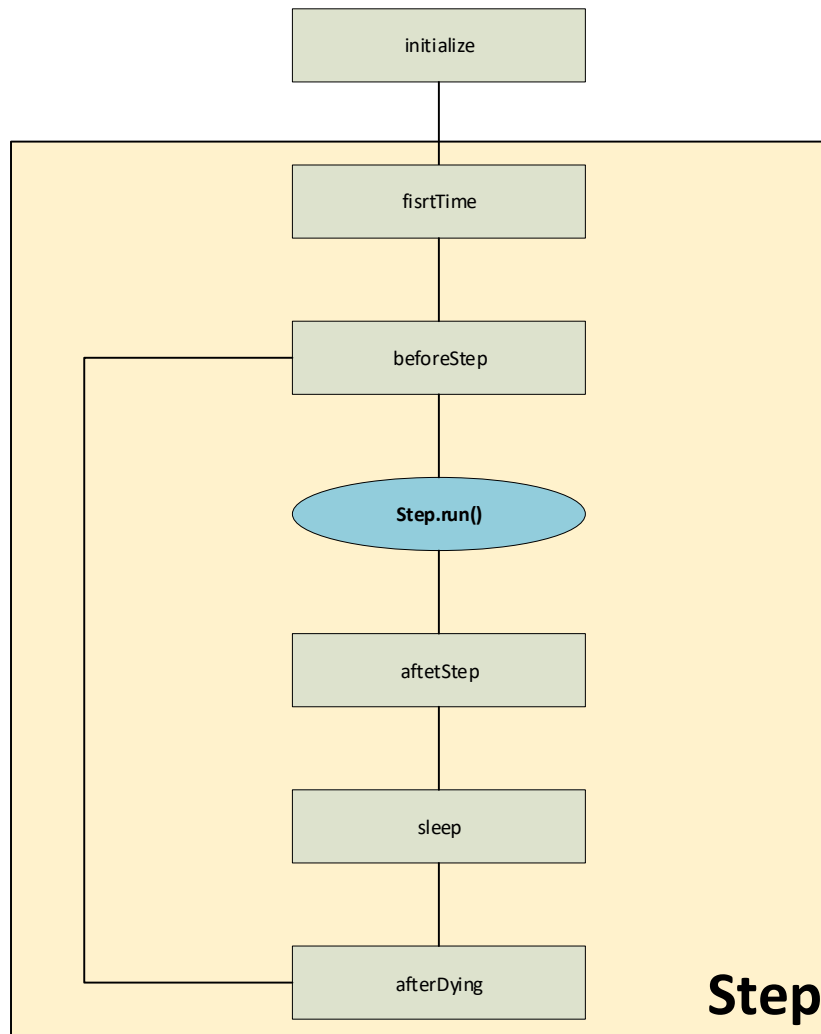 initialize
fisrtTime
beforeStep
Step.run()
aftetStep
sleep
afterDying
Step